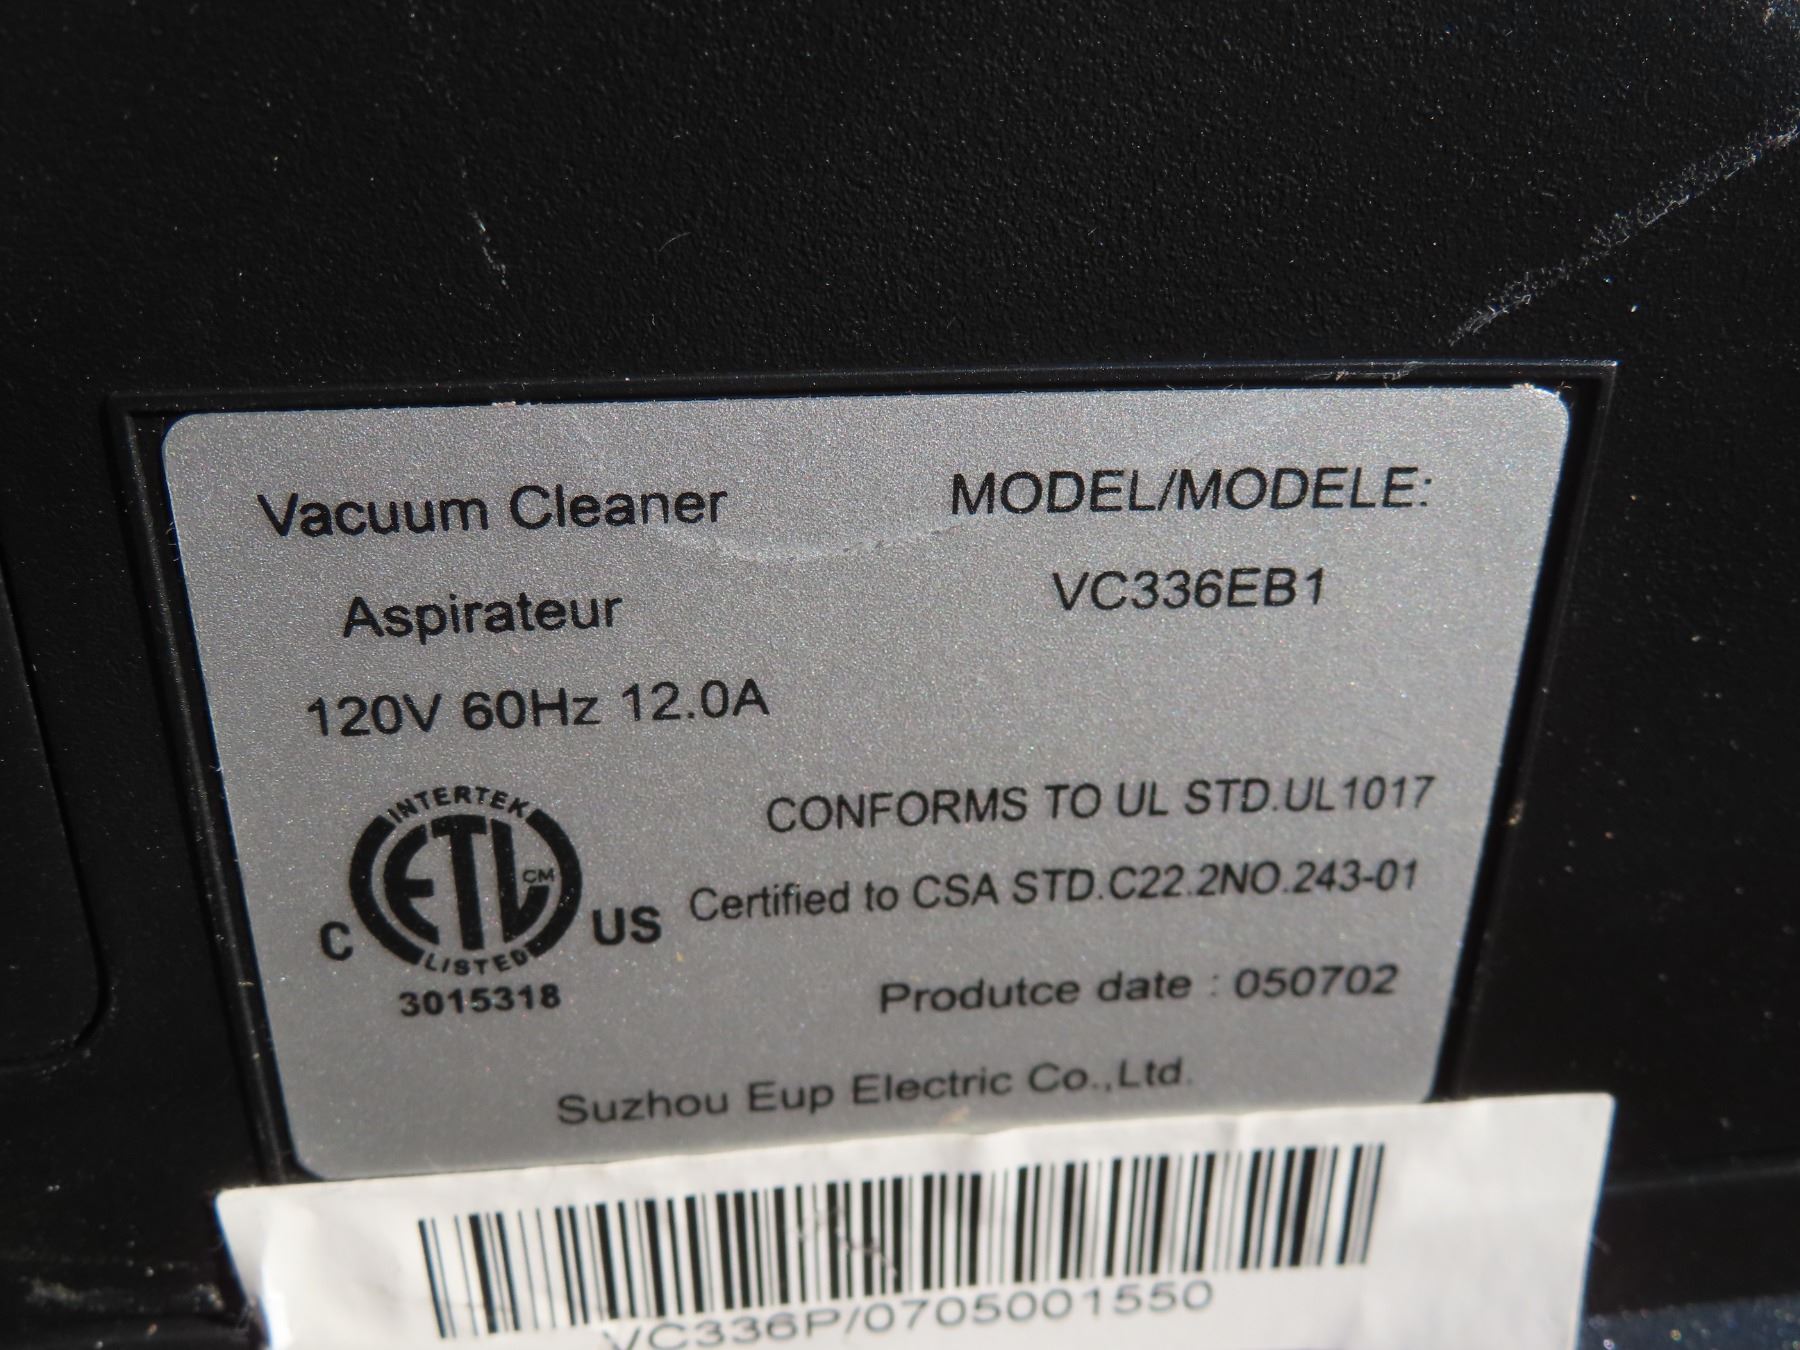 Vacuum Cleaner
Aspirateur
120V 60Hz 12.0A
MODEL/MODELE:
VC336EB1
INTERTEK
ETL CM
LISTED
C US
3015318
CONFORMS TO UL STD.UL1017
Certified to CSA STD.C22.2NO.243-01
Produtce date : 050702
Suzhou Eup Electric Co.,Ltd.
VC336P/0705001550